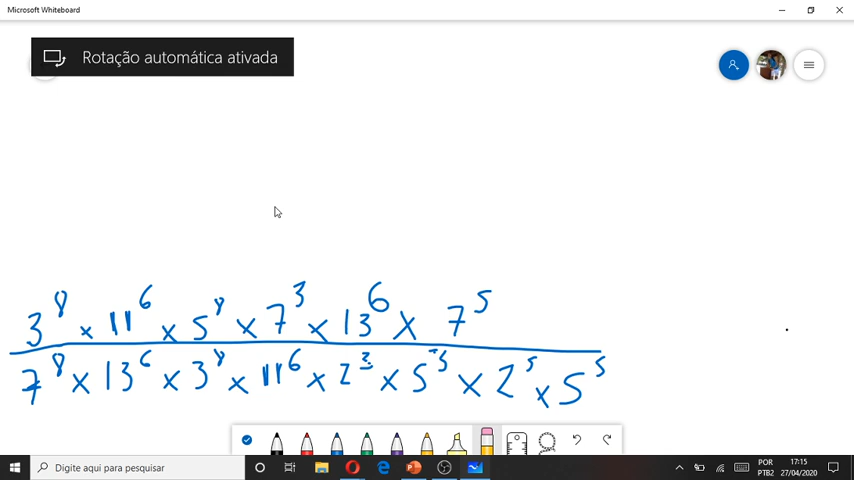 Microsoft Whiteboard
Rotação automática ativada
3^8 × 11^6 × 5^8 × 7^3 × 13^6 × 7^5
7^8 × 13^6 × 3^8 × 11^6 × 2^3 × 5^3 × 2^5 × 5^5
Digite aqui para pesquisar
POR
PTB2
17:15
27/04/2020